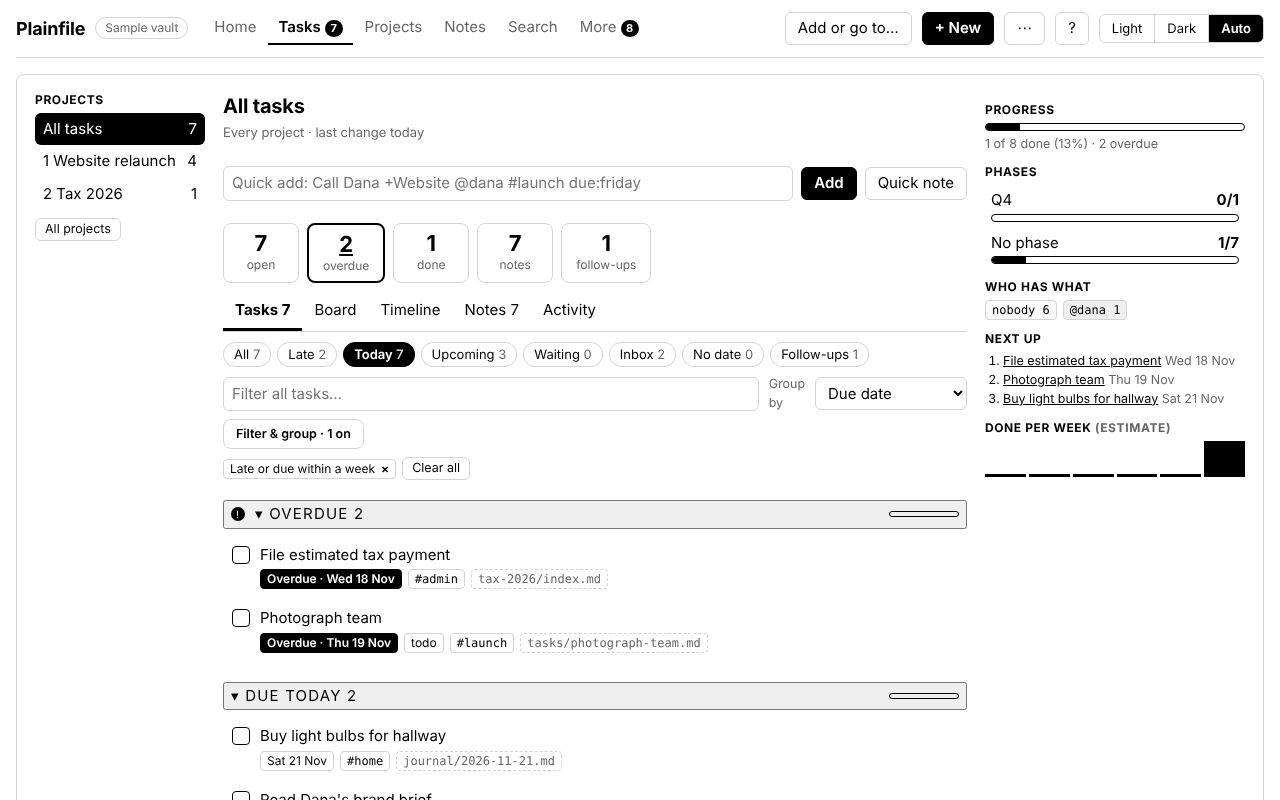 Plainfile Sample vault Home Tasks 7 Projects Notes Search More 8 Add or go to... + New ⋯ ? Light Dark Auto
PROJECTS
All tasks 7
1 Website relaunch 4
2 Tax 2026 1
All projects
All tasks
Every project · last change today
Quick add: Call Dana +Website @dana #launch due:friday Add Quick note
7 open
2 overdue
1 done
7 notes
1 follow-ups
Tasks 7 Board Timeline Notes 7 Activity
All 7 Late 2 Today 7 Upcoming 3 Waiting 0 Inbox 2 No date 0 Follow-ups 1
Filter all tasks... Group by Due date
Filter & group · 1 on
Late or due within a week × Clear all
! ▾ OVERDUE 2
File estimated tax payment
Overdue · Wed 18 Nov #admin tax-2026/index.md
Photograph team
Overdue · Thu 19 Nov todo #launch tasks/photograph-team.md
▾ DUE TODAY 2
Buy light bulbs for hallway
Sat 21 Nov #home journal/2026-11-21.md
Read Dana's brand brief
PROGRESS
1 of 8 done (13%) · 2 overdue
PHASES
Q4 0/1
No phase 1/7
WHO HAS WHAT
nobody 6 @dana 1
NEXT UP
1. File estimated tax payment Wed 18 Nov
2. Photograph team Thu 19 Nov
3. Buy light bulbs for hallway Sat 21 Nov
DONE PER WEEK (ESTIMATE)